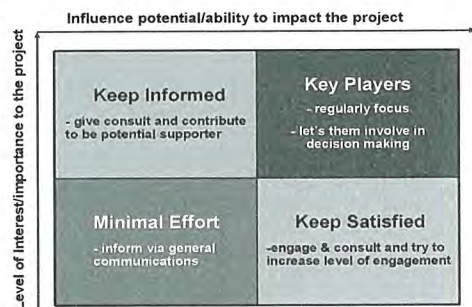 Influence potential/ability to impact the project
Level of Interest/importance to the project
Keep Informed
- give consult and contribute
to be potential supporter
Key Players
- regularly focus
- let's them involve in
decision making
Minimal Effort
- inform via general
communications
Keep Satisfied
-engage & consult and try to
increase level of engagement